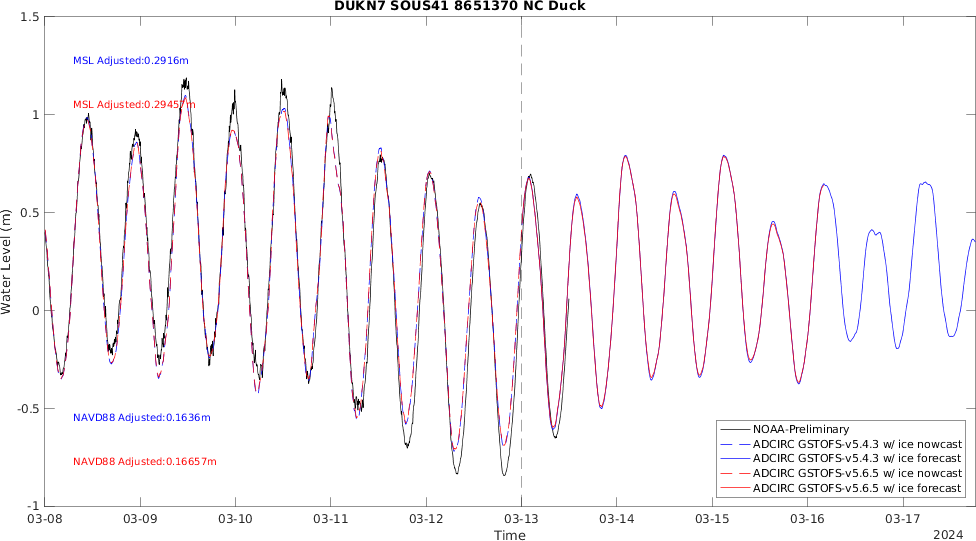 DUKN7 SOUS41 8651370 NC Duck
1.5
MSL Adjusted:0.2916m
MSL Adjusted:0.29457m
1
0.5
Water Level (m)
0
-0.5
NAVD88 Adjusted:0.1636m
NAVD88 Adjusted:0.16657m
NOAA-Preliminary
ADCIRC GSTOFS-v5.4.3 w/ ice nowcast
ADCIRC GSTOFS-v5.4.3 w/ ice forecast
ADCIRC GSTOFS-v5.6.5 w/ ice nowcast
ADCIRC GSTOFS-v5.6.5 w/ ice forecast
-1
03-08 03-09 03-10 03-11 03-12 03-13 03-14 03-15 03-16 03-17
Time
2024